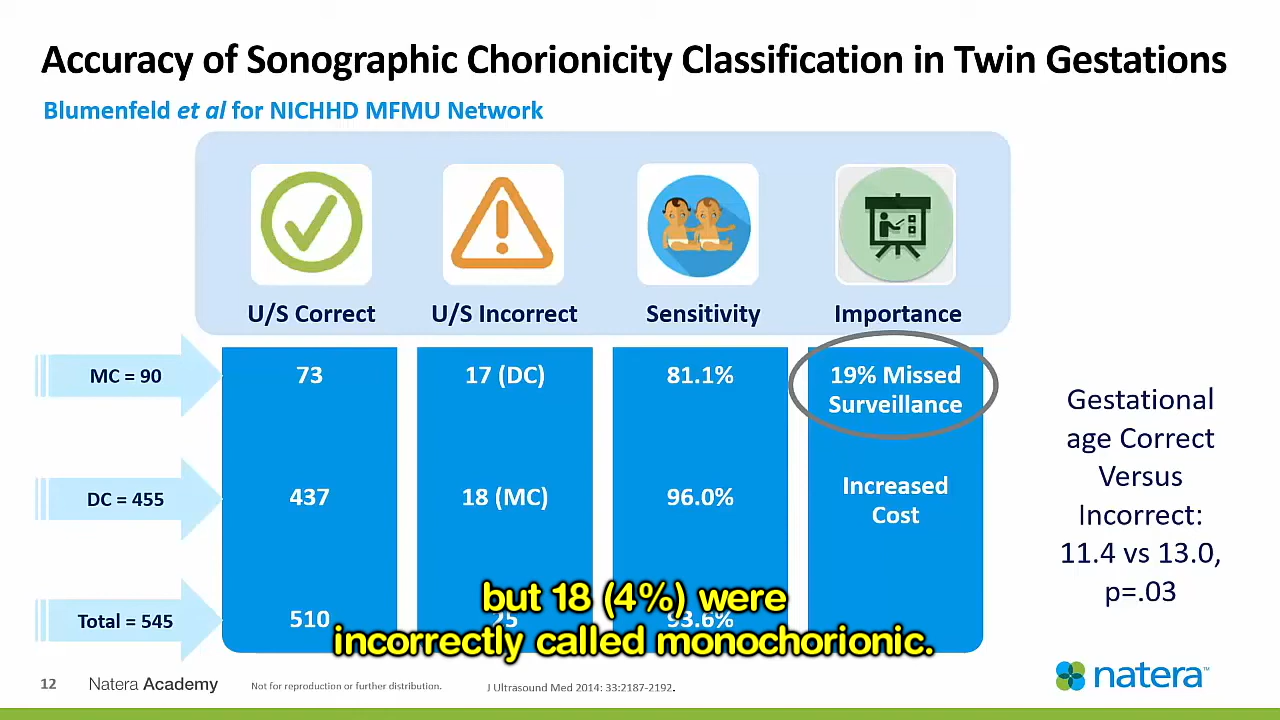 Accuracy of Sonographic Chorionicity Classification in Twin Gestations
Blumenfeld et al for NICHHD MFMU Network
U/S Correct
U/S Incorrect
Sensitivity
Importance
MC = 90
73
17 (DC)
81.1%
19% Missed
Surveillance
DC = 455
437
18 (MC)
96.0%
Increased
Cost
Total = 545
510
25
93.6%
Gestational
age Correct
Versus
Incorrect:
11.4 vs 13.0,
p=.03
but 18 (4%) were
incorrectly called monochorionic.
12
Natera Academy
Not for reproduction or further distribution.
J Ultrasound Med 2014: 33:2187-2192.
natera™